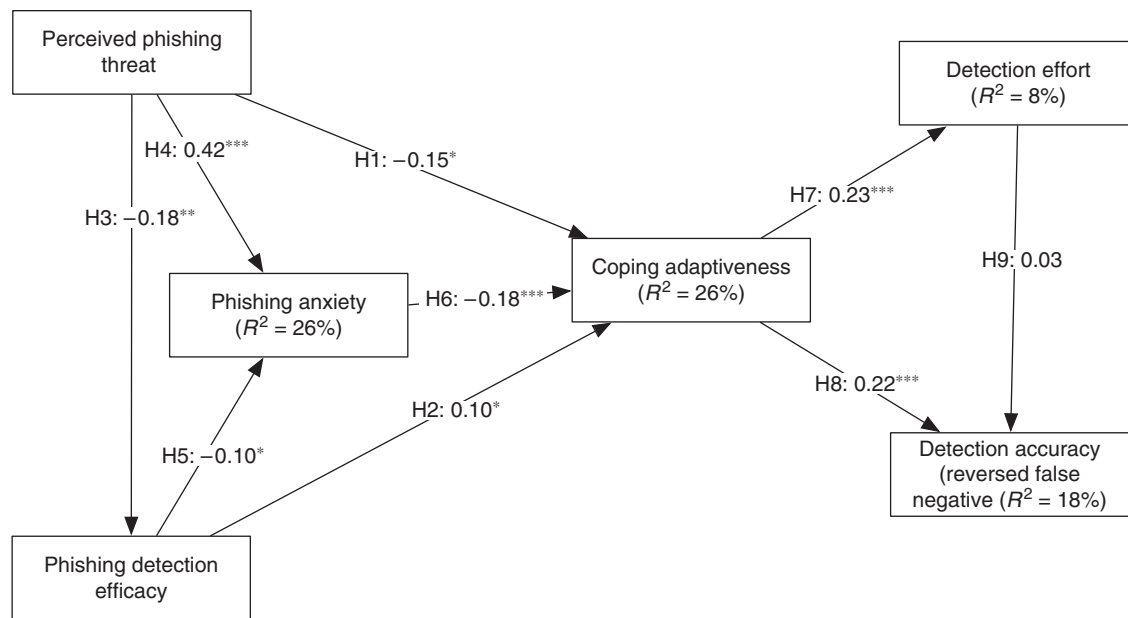 Perceived phishing
threat
Detection effort
(R² = 8%)
H4: 0.42***
H1: −0.15*
H7: 0.23***
H3: −0.18**
Coping adaptiveness
(R² = 26%)
H9: 0.03
Phishing anxiety
(R² = 26%)
H6: −0.18***
H8: 0.22***
H2: 0.10*
H5: −0.10*
Detection accuracy
(reversed false
negative (R² = 18%)
Phishing detection
efficacy